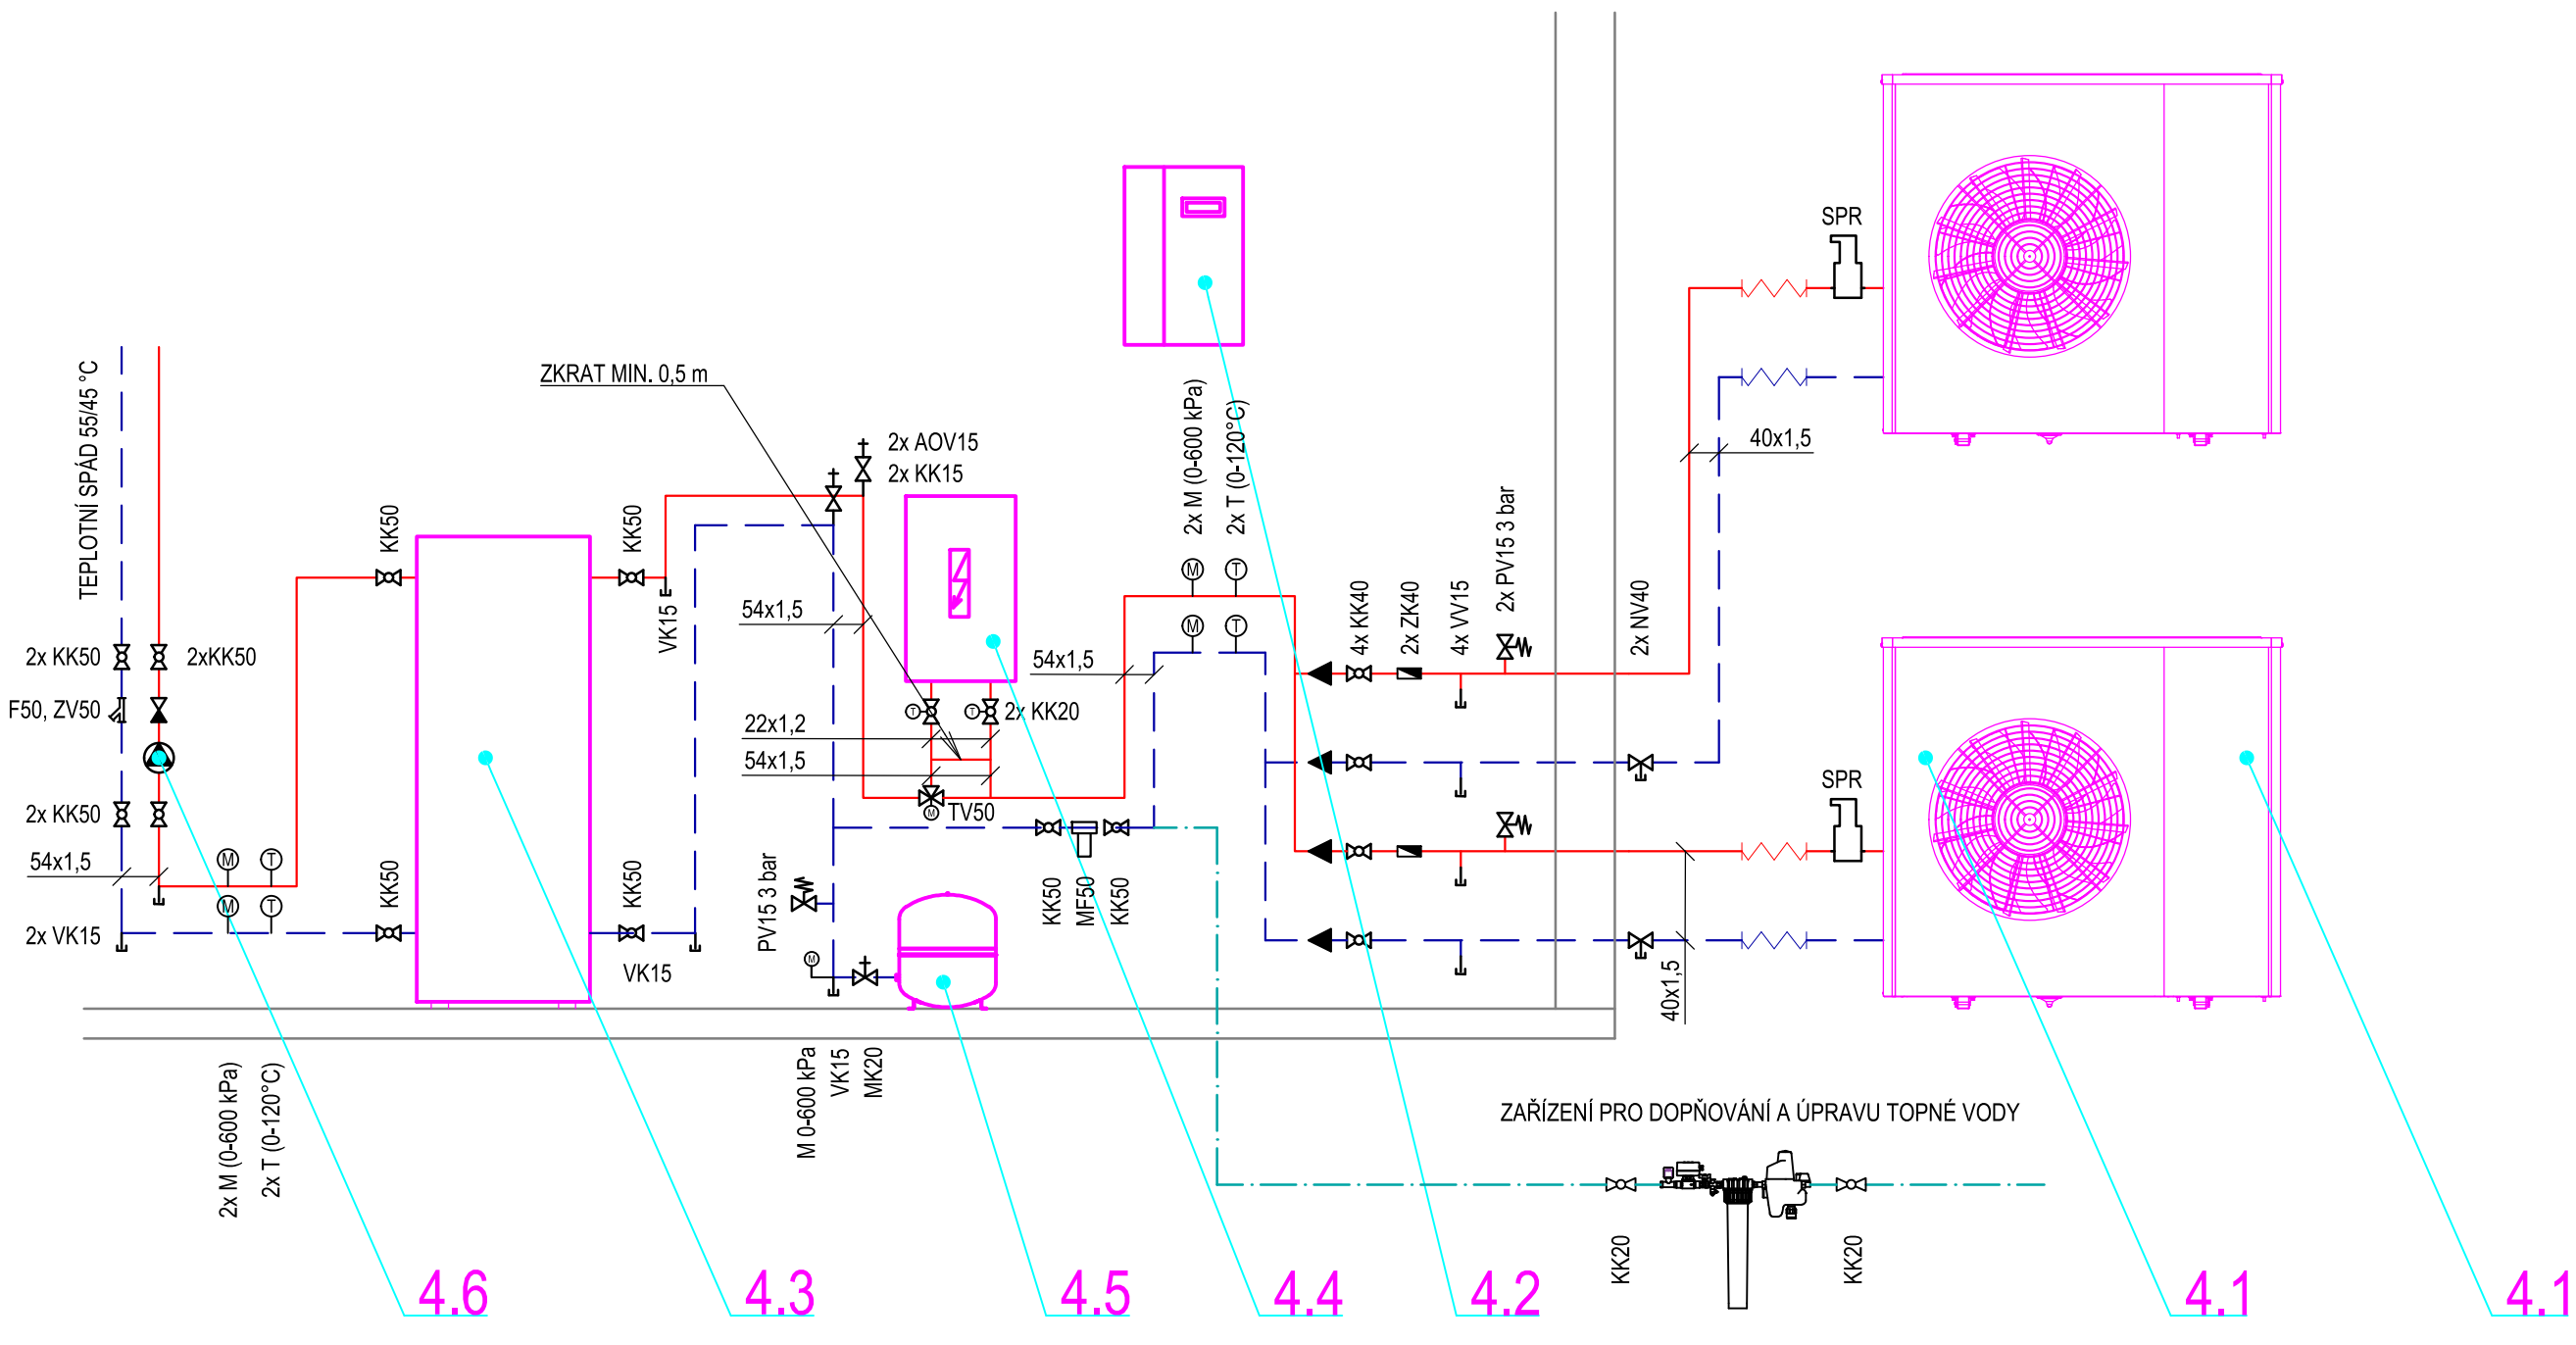 SPR
TEPLOTNÍ SPÁD 55/45 °C
ZKRAT MIN. 0,5 m
2x M (0-600 kPa)
2x T (0-120°C)
40x1,5
2x AOV15
2x KK15
KK50
KK50
2x PV15 3 bar
54x1,5
VK15
4x KK40
2x ZK40
4x VV15
2x NV40
M
T
M
T
2x KK50
2xKK50
54x1,5
F50, ZV50
T
T
2x KK20
22x1,2
54x1,5
SPR
2x KK50
M
TV50
54x1,5
M
T
M
T
KK50
KK50
PV15 3 bar
KK50
MF50
KK50
2x VK15
VK15
M
40x1,5
2x M (0-600 kPa)
2x T (0-120°C)
M 0-600 kPa
VK15
MK20
ZAŘÍZENÍ PRO DOPŇOVÁNÍ A ÚPRAVU TOPNÉ VODY
KK20
KK20
4.6
4.3
4.5
4.4
4.2
4.1
4.1